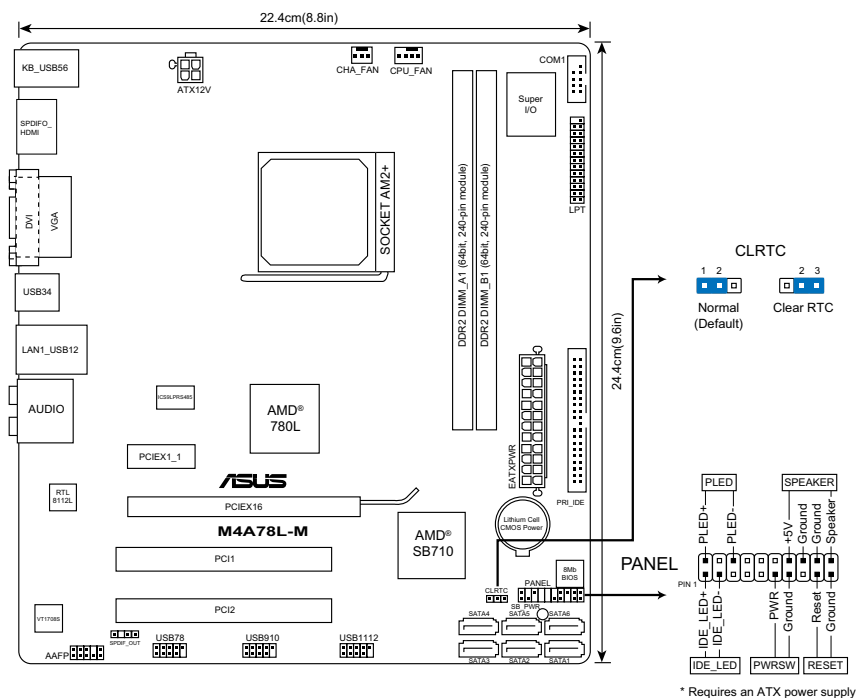 22.4cm(8.8in)
KB_USB56
ATX12V
CHA_FAN
CPU_FAN
COM1
Super
I/O
SPDIFO_
HDMI
SOCKET AM2+
DDR2 DIMM_A1 (64bit, 240-pin module)
DDR2 DIMM_B1 (64bit, 240-pin module)
LPT
DVI
VGA
CLRTC
1 2
2 3
Normal
(Default)
Clear RTC
USB34
24.4cm(9.6in)
LAN1_USB12
AUDIO
ICS9LPRS485
AMD®
780L
EATXPWR
PRI_IDE
PCIEX1_1
ASUS
RTL
8112L
PCIEX16
Lithium Cell
CMOS Power
M4A78L-M
AMD®
SB710
PCI1
8Mb
BIOS
CLRTC
PANEL
SB_PWR
PCI2
SATA4
SATA5
SATA6
VT1708S
SPDIF_OUT
AAFP
USB78
USB910
USB1112
SATA3
SATA2
SATA1
PLED
SPEAKER
PLED+
PLED-
+5V
Ground
Ground
Speaker-
PANEL
PIN 1
IDE_LED+
IDE_LED-
PWR
Ground
Reset
Ground
IDE_LED
PWRSW
RESET
* Requires an ATX power supply